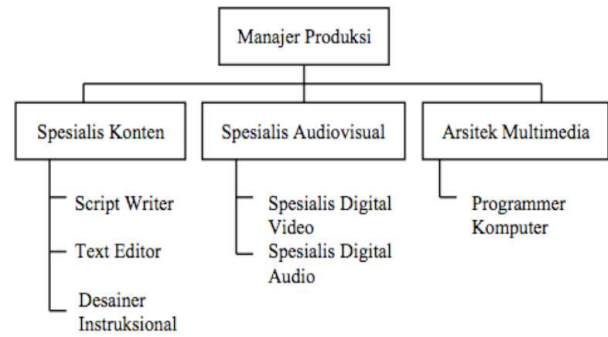 Manajer Produksi
Spesialis Konten
Spesialis Audiovisual
Arsitek Multimedia
Script Writer
Text Editor
Desainer
Instruksional
Spesialis Digital
Video
Spesialis Digital
Audio
Programmer
Komputer